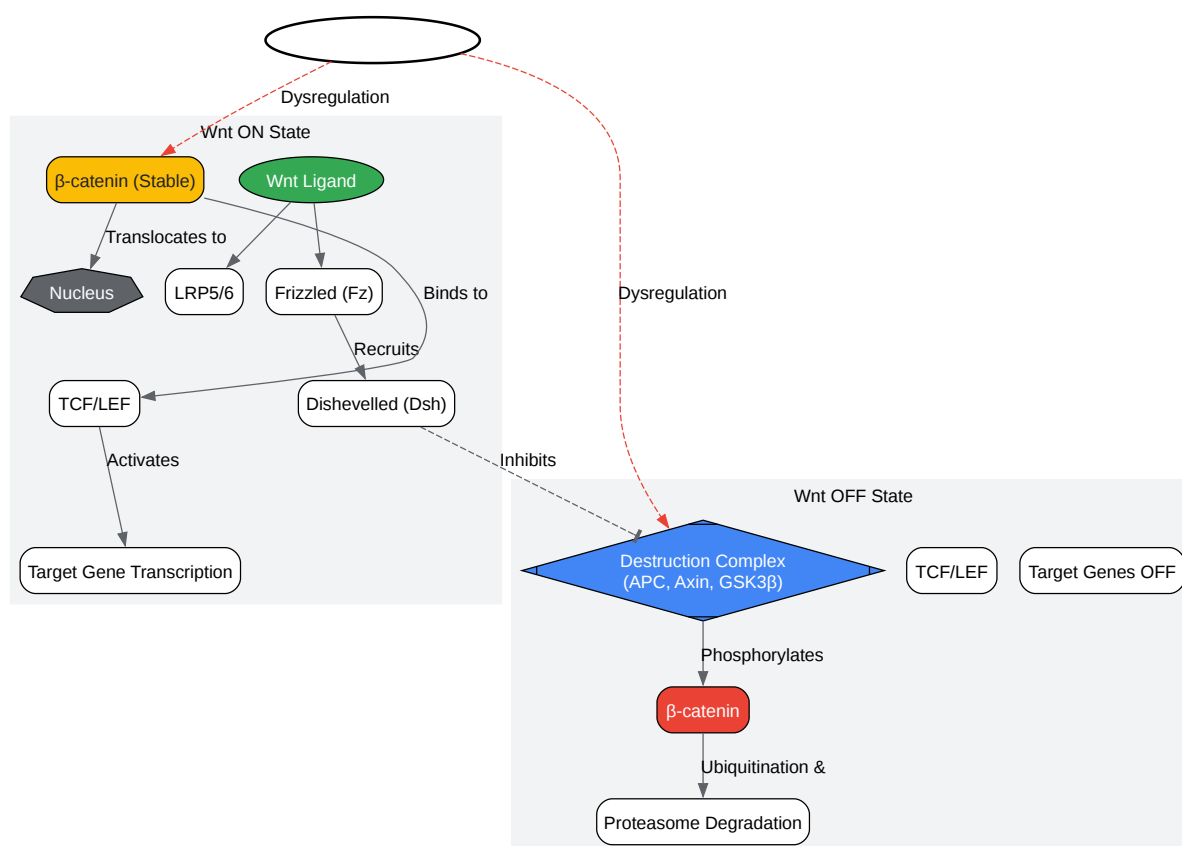 Dysregulation
Wnt ON State
β-catenin (Stable)
Wnt Ligand
Translocates to
Nucleus
LRP5/6
Frizzled (Fz)
Binds to
Dysregulation
Recruits
TCF/LEF
Dishevelled (Dsh)
Activates
Inhibits
Target Gene Transcription
Wnt OFF State
Destruction Complex
(APC, Axin, GSK3β)
TCF/LEF
Target Genes OFF
Phosphorylates
β-catenin
Ubiquitination &
Proteasome Degradation